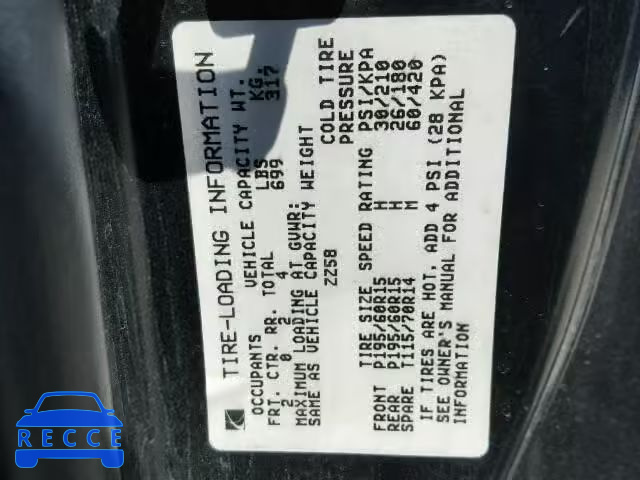 TIRE-LOADING INFORMATION
OCCUPANTS VEHICLE CAPACITY WT.
FRT. CTR. RR. TOTAL LBS KG
2 0 2 4 699 317
MAXIMUM LOADING AT GVWR:
SAME AS VEHICLE CAPACITY WEIGHT
ZZ58
COLD TIRE
TIRE SIZE SPEED RATING PRESSURE PSI/KPA
FRONT P195/60R15 H 30/210
REAR P195/60R15 H 26/180
SPARE T115/70R14 M 60/420
IF TIRES ARE HOT, ADD 4 PSI (28 KPA)
SEE OWNER'S MANUAL FOR ADDITIONAL
INFORMATION
RECCE